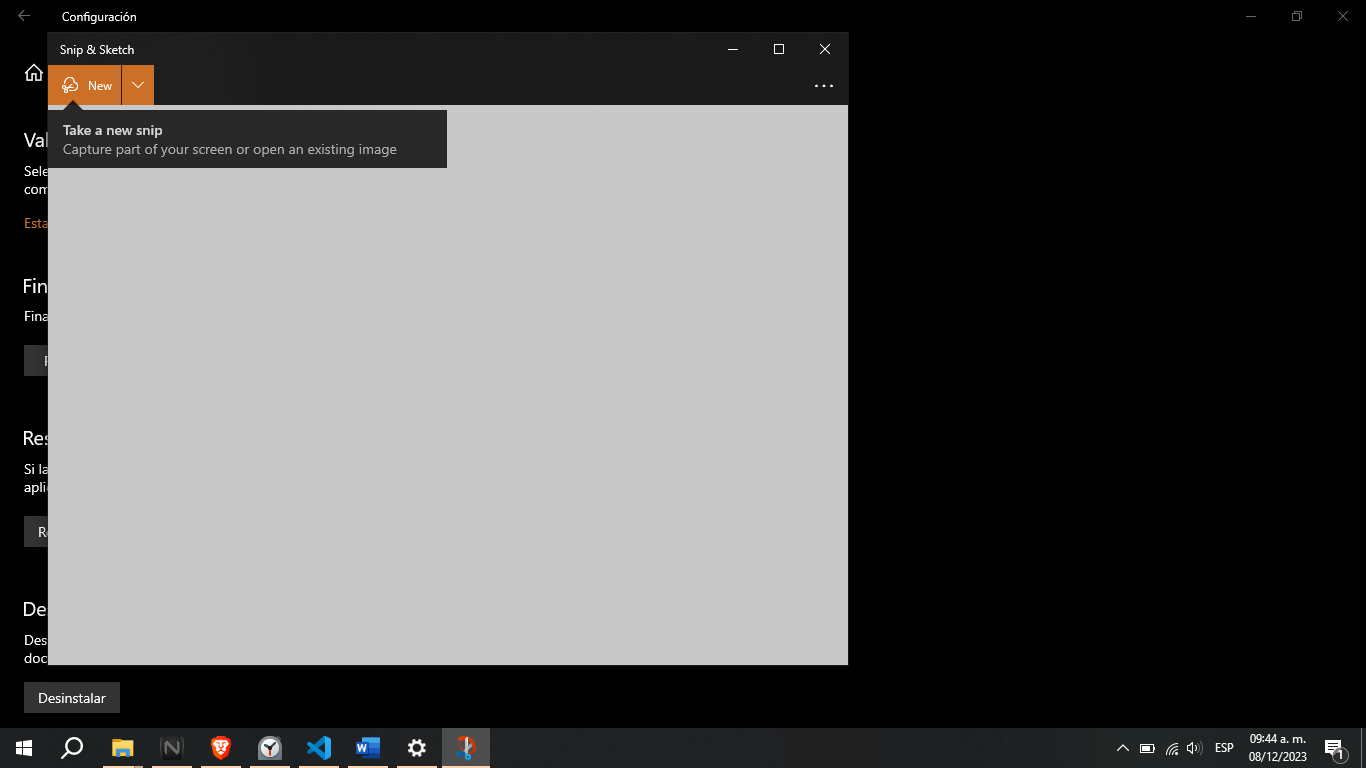 Configuración
Snip & Sketch
New
Take a new snip
Capture part of your screen or open an existing image
Val
Sele
com
Esta
Fin
Fina
Res
Si la
apli
Re
De
Des
doc
Desinstalar
ESP
09:44 a. m.
08/12/2023
1